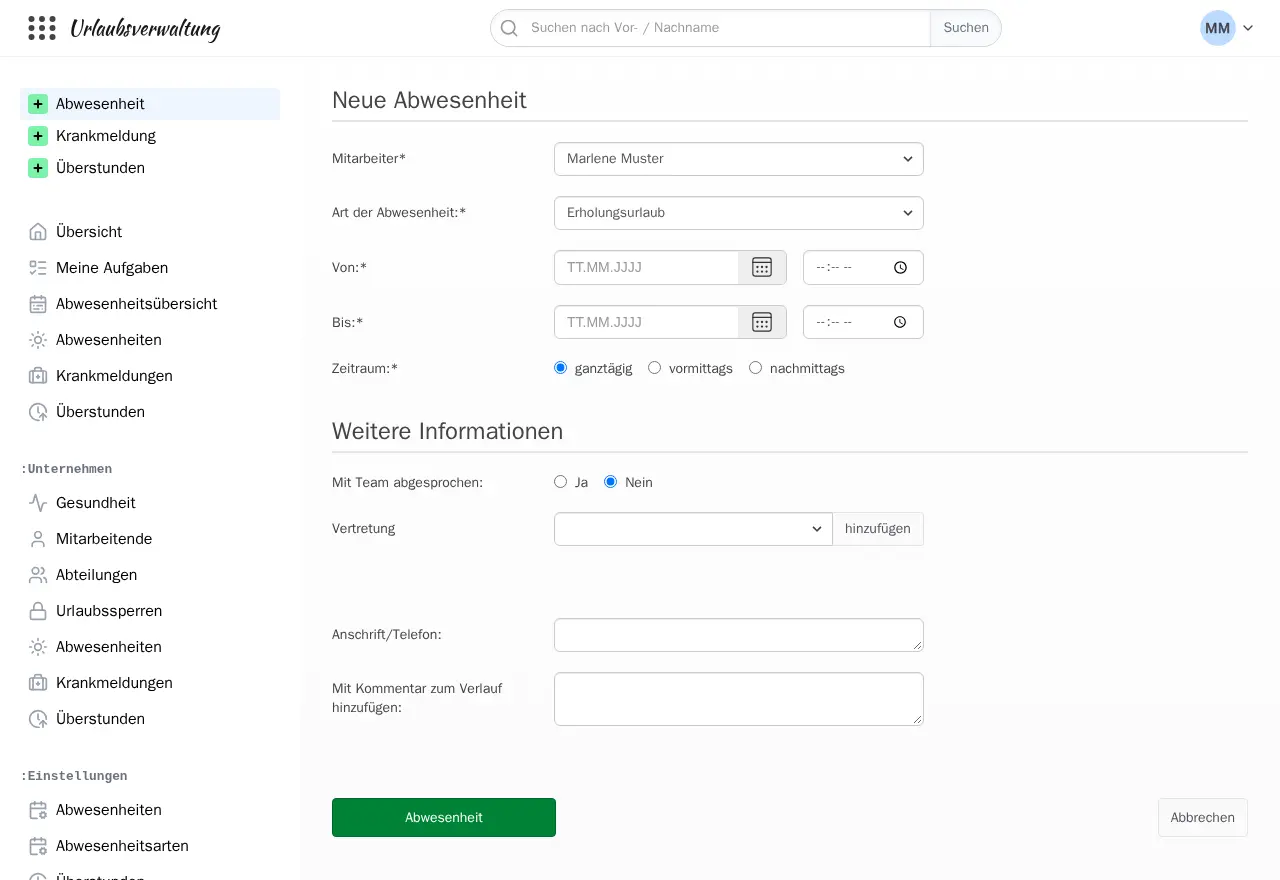 Urlaubsverwaltung
Suchen nach Vor- / Nachname
Suchen
MM
Abwesenheit
Krankmeldung
Überstunden
Übersicht
Meine Aufgaben
Abwesenheitsübersicht
Abwesenheiten
Krankmeldungen
Überstunden
:Unternehmen
Gesundheit
Mitarbeitende
Abteilungen
Urlaubssperren
Abwesenheiten
Krankmeldungen
Überstunden
:Einstellungen
Abwesenheiten
Abwesenheitsarten
Überstunden
Neue Abwesenheit
Mitarbeiter*
Marlene Muster
Art der Abwesenheit:*
Erholungsurlaub
Von:*
TT.MM.JJJJ
--:-- --
Bis:*
TT.MM.JJJJ
--:-- --
Zeitraum:*
ganztägig vormittags nachmittags
Weitere Informationen
Mit Team abgesprochen:
Ja Nein
Vertretung
hinzufügen
Anschrift/Telefon:
Mit Kommentar zum Verlauf
hinzufügen:
Abwesenheit
Abbrechen